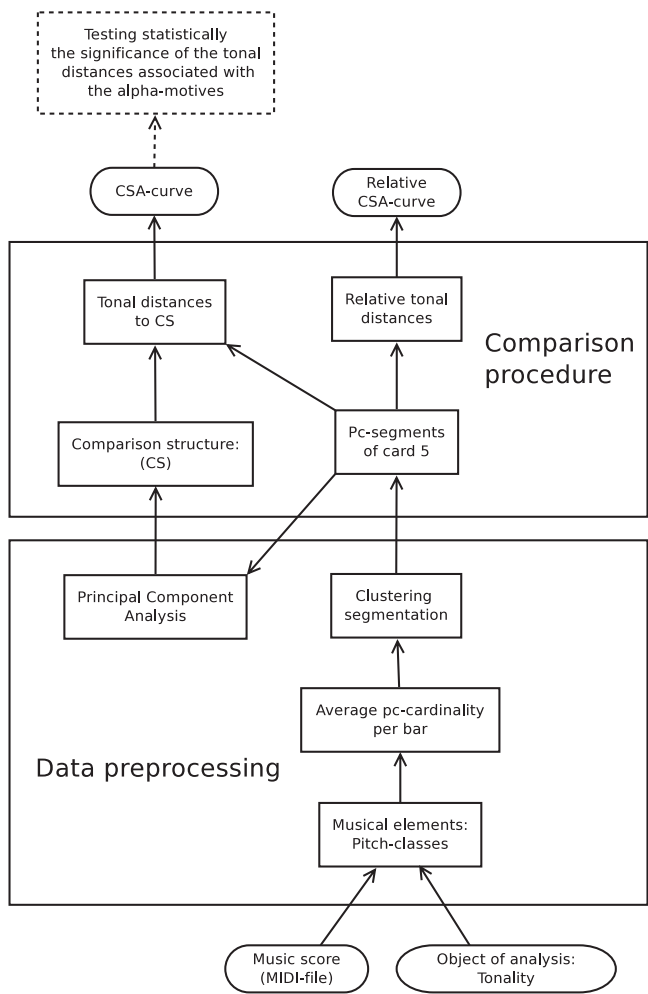 Testing statistically
the significance of the tonal
distances associated with
the alpha-motives
CSA-curve
Relative
CSA-curve
Tonal distances
to CS
Relative tonal
distances
Comparison
procedure
Comparison structure:
(CS)
Pc-segments
of card 5
Principal Component
Analysis
Clustering
segmentation
Average pc-cardinality
per bar
Data preprocessing
Musical elements:
Pitch-classes
Music score
(MIDI-file)
Object of analysis:
Tonality